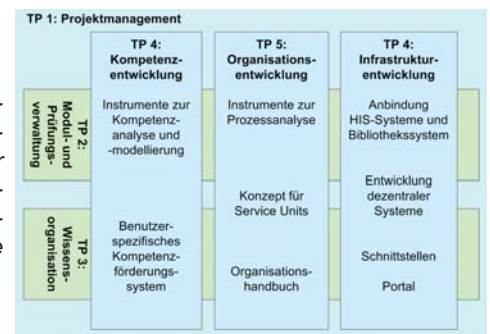 TP 1: Projektmanagement
TP 4:
Kompetenz-
entwicklung
TP 5:
Organisations-
entwicklung
TP 4:
Infrastruktur-
entwicklung
TP 2:
Modul- und
Prüfungs-
verwaltung
Instrumente zur
Kompetenz-
analyse und
-modellierung
Instrumente zur
Prozessanalyse
Anbindung
HIS-Systeme und
Bibliothekssystem
Konzept für
Service Units
Entwicklung
dezentraler
Systeme
TP 3:
Wissens-
organisation
Benutzer-
spezifisches
Kompetenz-
förderungs-
system
Organisations-
handbuch
Schnittstellen
Portal